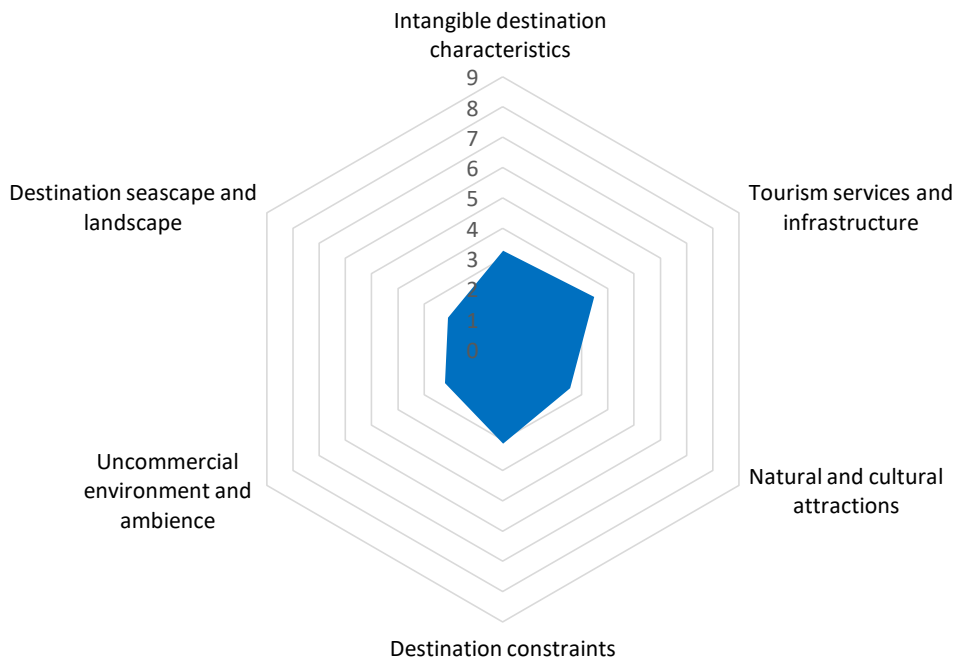 Intangible destination
characteristics
9
8
7
6
5
4
3
2
1
0
Tourism services and
infrastructure
Natural and cultural
attractions
Destination constraints
Uncommercial
environment and
ambience
Destination seascape and
landscape